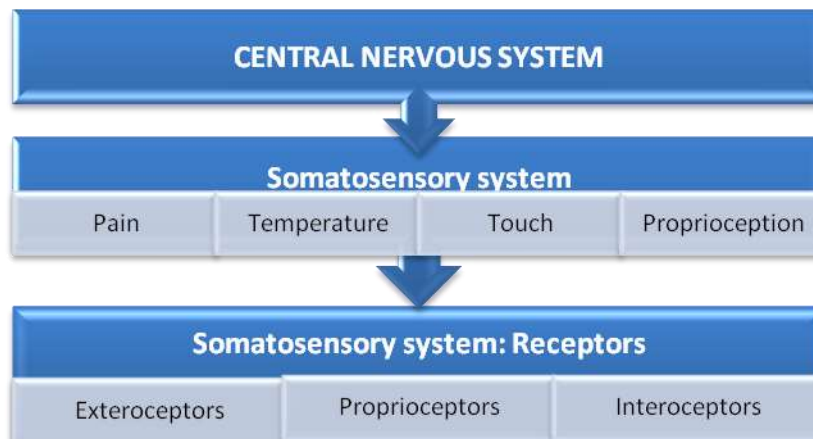 CENTRAL NERVOUS SYSTEM
Somatosensory system
Pain Temperature Touch Proprioception
Somatosensory system: Receptors
Exteroceptors Proprioceptors Interoceptors